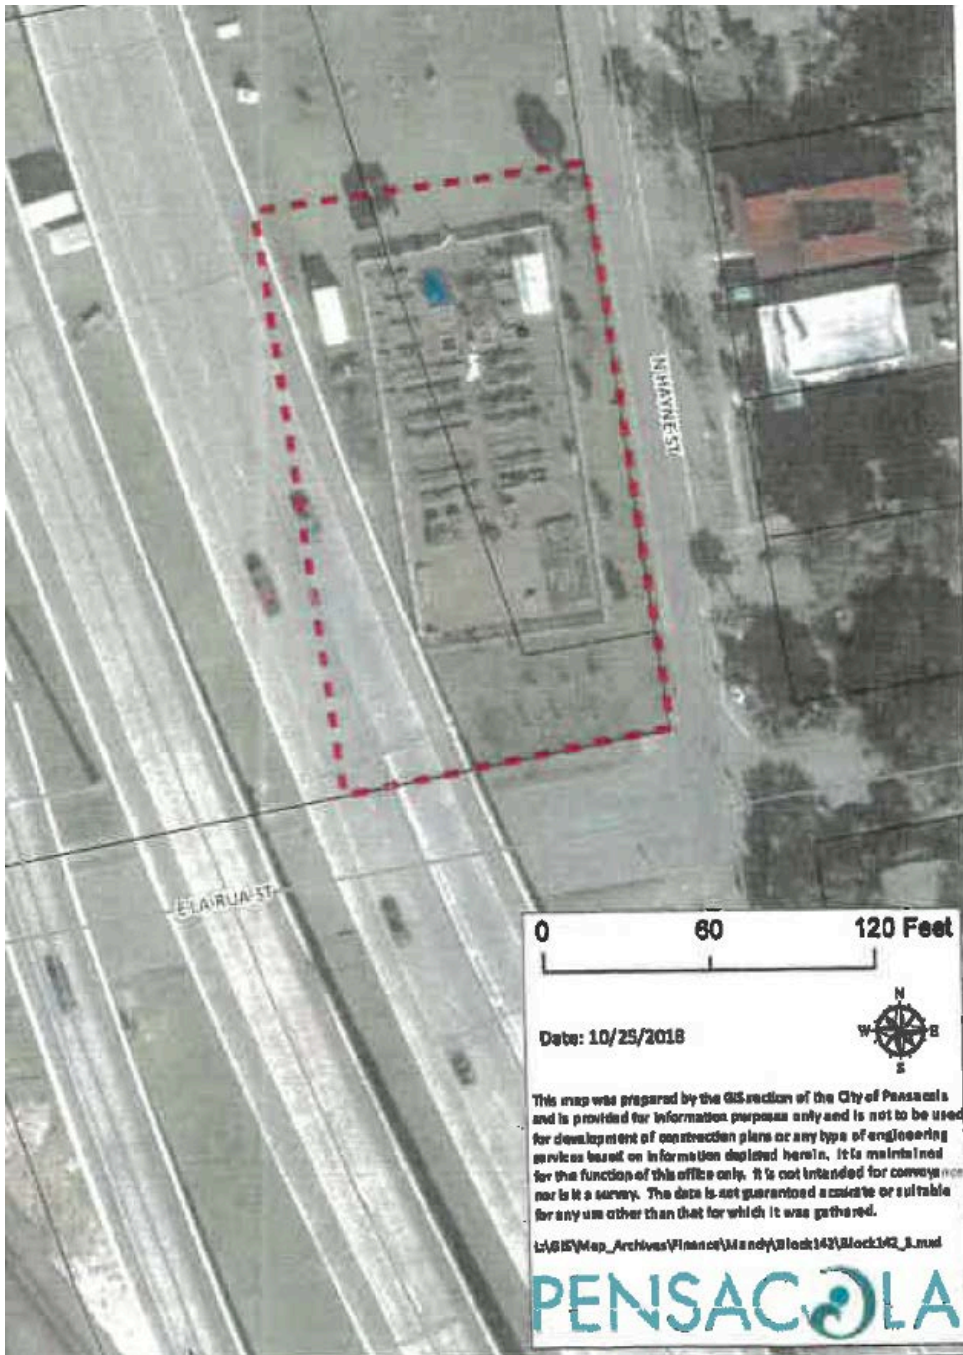 N HAYNE ST
E LA RUA ST
0 60 120 Feet
Date: 10/25/2018
N
W E
S
This map was prepared by the GIS section of the City of Pensacola
and is provided for information purposes only and is not to be used
for development of construction plans or any type of engineering
services based on information depicted herein. It is maintained
for the function of this office only. It is not intended for conveyance
nor is it a survey. The data is not guaranteed accurate or suitable
for any use other than that for which it was gathered.
L:\GIS\Map_Archives\Finance\Mandy\Block142\Block142_B.mxd
PENSACOLA